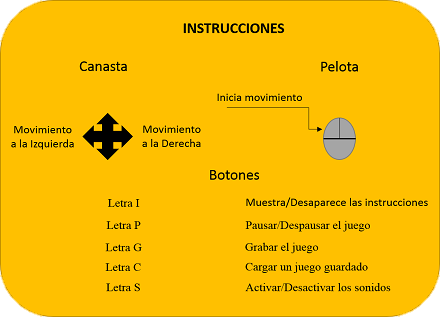 INSTRUCCIONES
Canasta
Pelota
Inicia movimiento
Movimiento
a la Izquierda
Movimiento
a la Derecha
Botones
Letra I Muestra/Desaparece las instrucciones
Letra P Pausar/Despausar el juego
Letra G Grabar el juego
Letra C Cargar un juego guardado
Letra S Activar/Desactivar los sonidos